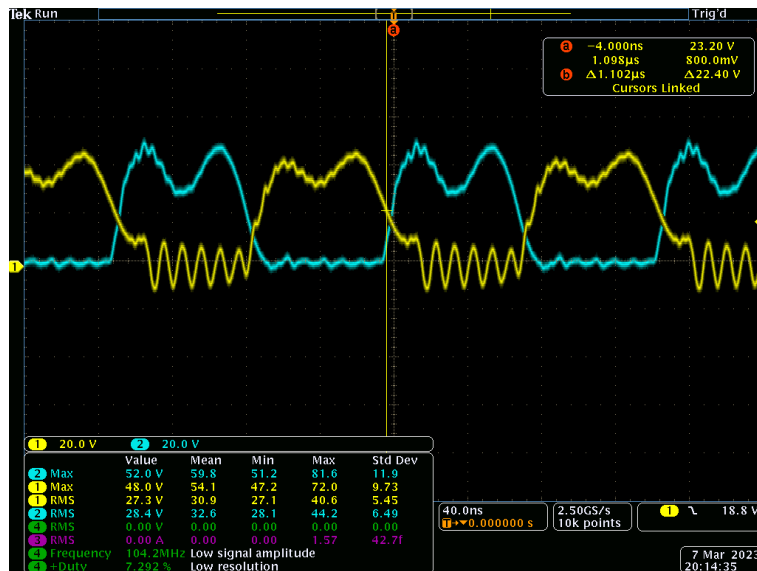 Tek Run Trig'd
T
a
a -4.000ns 23.20 V
1.098µs 800.0mV
b Δ1.102µs Δ22.40 V
Cursors Linked
1
1 20.0 V 2 20.0 V
Value Mean Min Max Std Dev
2 Max 52.0 V 59.8 51.2 81.6 11.9
1 Max 48.0 V 54.1 47.2 72.0 9.73
1 RMS 27.3 V 30.9 27.1 40.6 5.45
2 RMS 28.4 V 32.6 28.1 44.2 6.49
4 RMS 0.00 V 0.00 0.00 0.00 0.00
3 RMS 0.00 A 0.00 0.00 1.57 42.7f
4 Frequency 104.2MHz Low signal amplitude
4 +Duty 7.292 % Low resolution
40.0ns
T→▼0.000000 s
2.50GS/s
10k points
1 18.8 V
7 Mar 2023
20:14:35